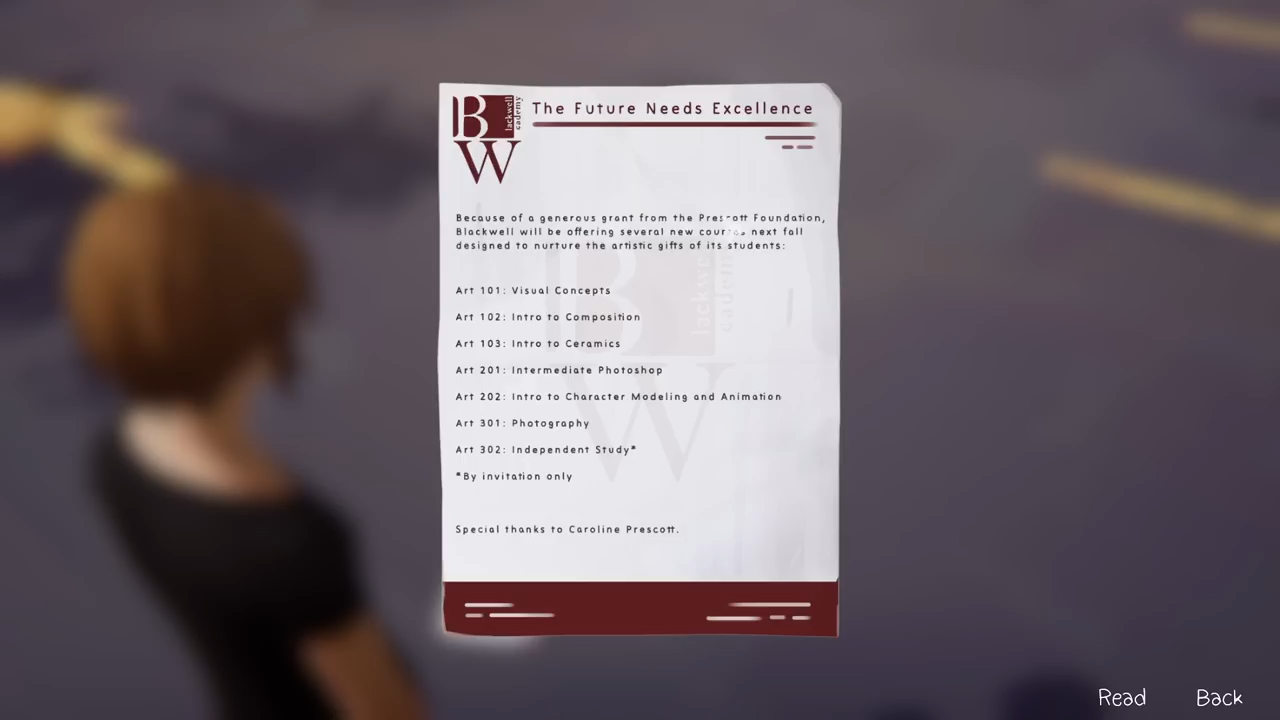 B lackwell cademy
W
The Future Needs Excellence
Because of a generous grant from the Prescott Foundation,
Blackwell will be offering several new courses next fall
designed to nurture the artistic gifts of its students:
Art 101: Visual Concepts
Art 102: Intro to Composition
Art 103: Intro to Ceramics
Art 201: Intermediate Photoshop
Art 202: Intro to Character Modeling and Animation
Art 301: Photography
Art 302: Independent Study*
*By invitation only
Special thanks to Caroline Prescott.
Read Back